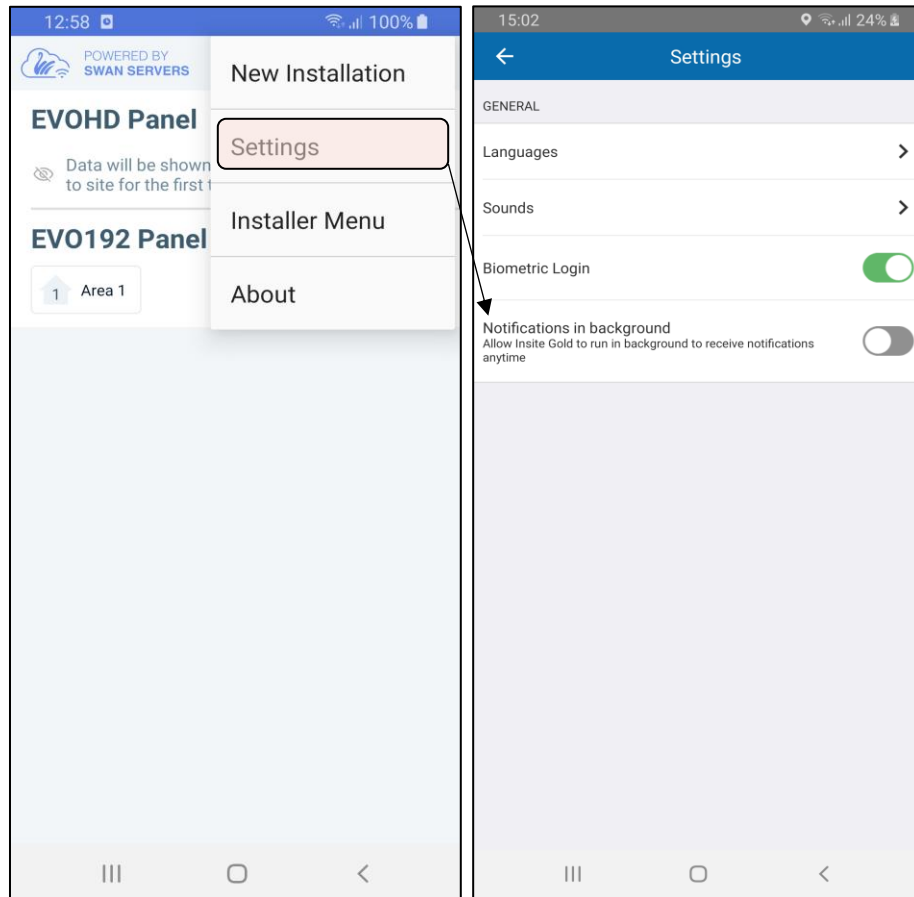 12:58
100%
POWERED BY
SWAN SERVERS
EVOHD Panel
Data will be shown
to site for the first t
EVO192 Panel
1 Area 1
New Installation
Settings
Installer Menu
About
15:02
24%
Settings
GENERAL
Languages
Sounds
Biometric Login
Notifications in background
Allow Insite Gold to run in background to receive notifications
anytime